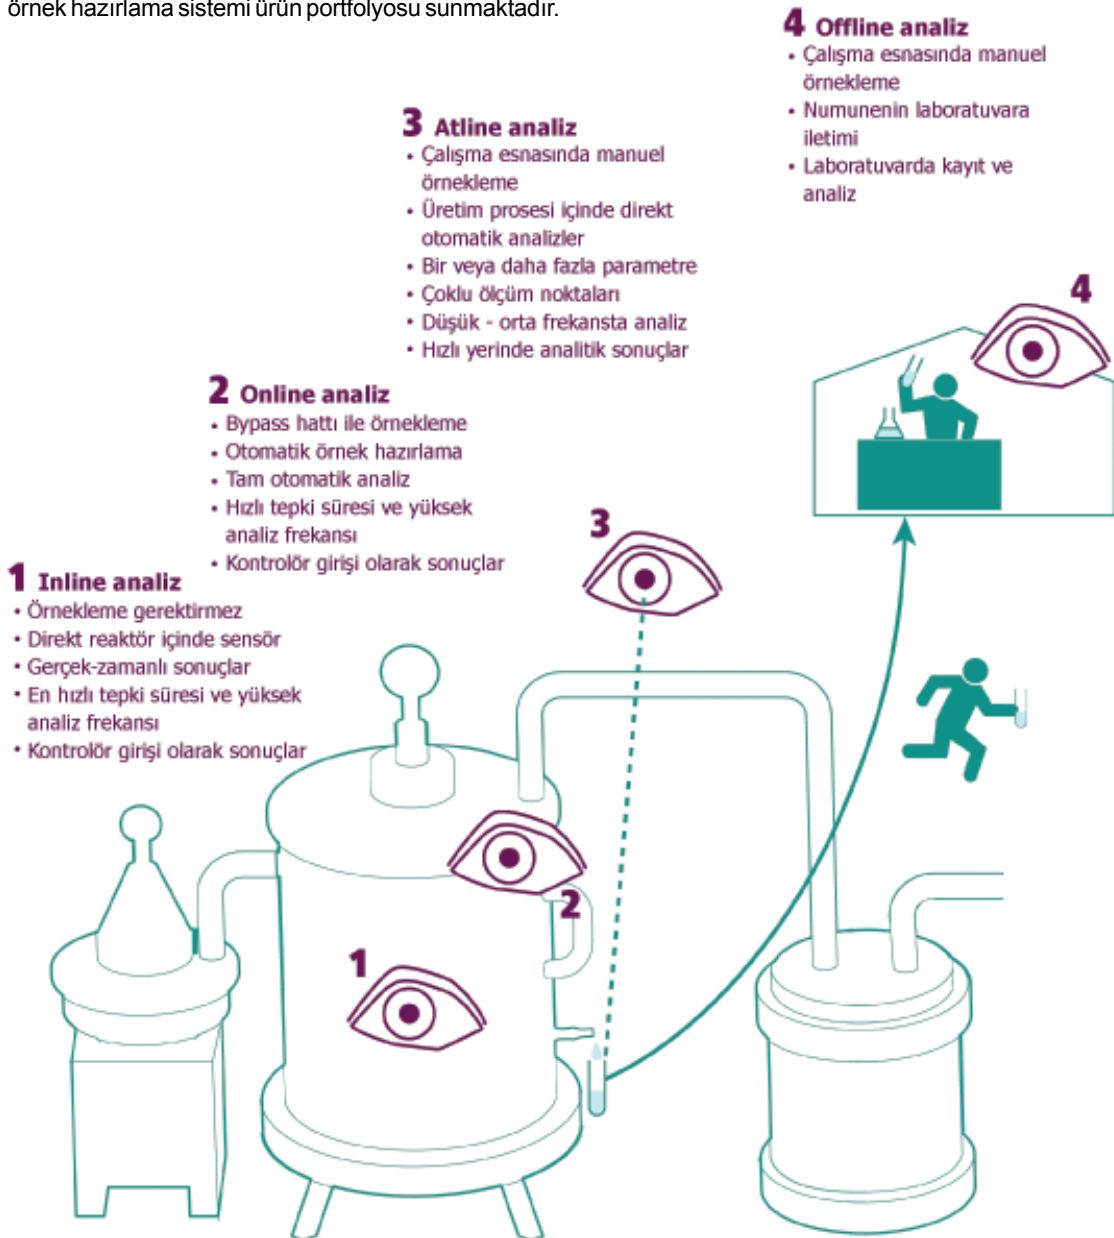 örnek hazırlama sistemi ürün portfolyosu sunmaktadır.
4 Offline analiz
• Çalışma esnasında manuel
örnekleme
• Numunenin laboratuvara
iletimi
• Laboratuvarda kayıt ve
analiz
3 Atline analiz
• Çalışma esnasında manuel
örnekleme
• Üretim prosesi içinde direkt
otomatik analizler
• Bir veya daha fazla parametre
• Çoklu ölçüm noktaları
• Düşük - orta frekansta analiz
• Hızlı yerinde analitik sonuçlar
2 Online analiz
• Bypass hattı ile örnekleme
• Otomatik örnek hazırlama
• Tam otomatik analiz
• Hızlı tepki süresi ve yüksek
analiz frekansı
• Kontrolör girişi olarak sonuçlar
1 Inline analiz
• Örnekleme gerektirmez
• Direkt reaktör içinde sensör
• Gerçek-zamanlı sonuçlar
• En hızlı tepki süresi ve yüksek
analiz frekansı
• Kontrolör girişi olarak sonuçlar
4
3
2
1